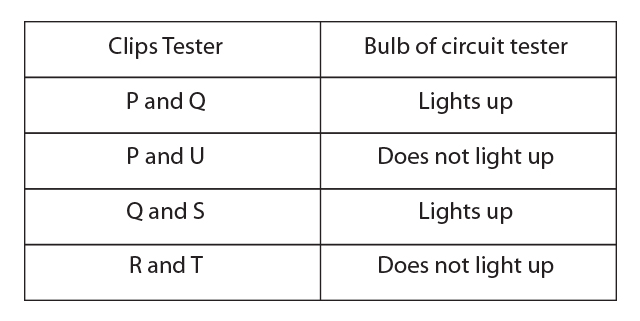 Clips Tester Bulb of circuit tester
P and Q Lights up
P and U Does not light up
Q and S Lights up
R and T Does not light up